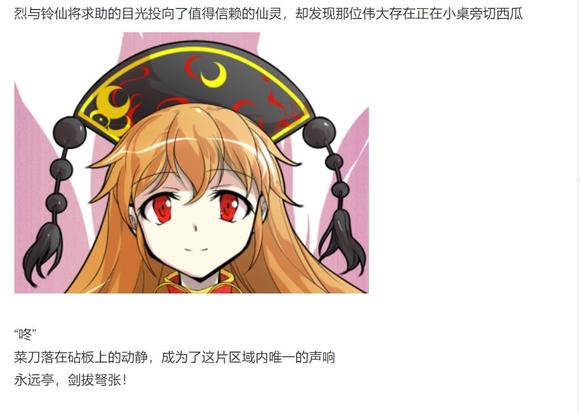 烈与铃仙将求助的目光投向了值得信赖的仙灵，却发现那位伟大存在正在小桌旁切西瓜
“咚”
菜刀落在砧板上的动静，成为了这片区域内唯一的声响
永远亭，剑拔弩张！